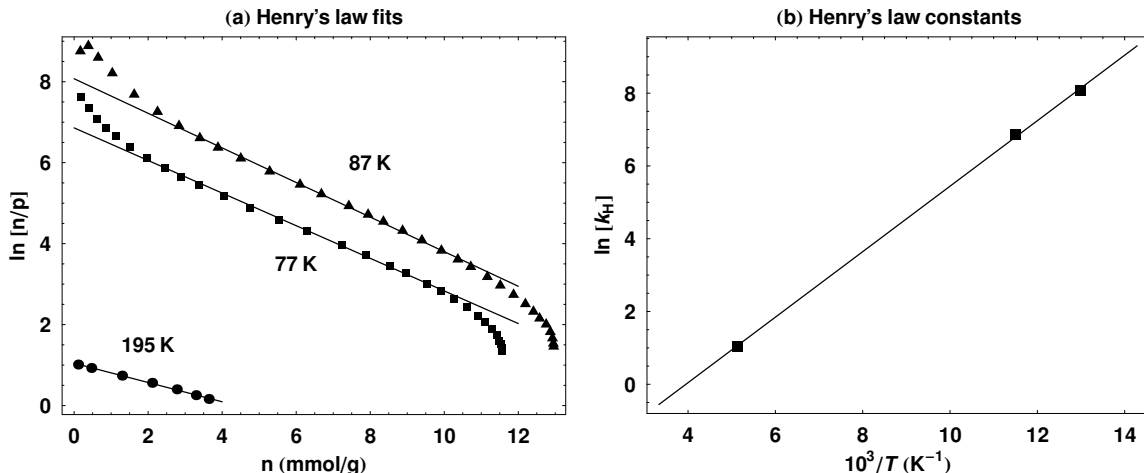 (a) Henry's law fits
ln [n/p]
8
6
4
2
0
87 K
77 K
195 K
0 2 4 6 8 10 12
n (mmol/g)
(b) Henry's law constants
ln [k_H]
8
6
4
2
0
4 6 8 10 12 14
10³/T (K⁻¹)